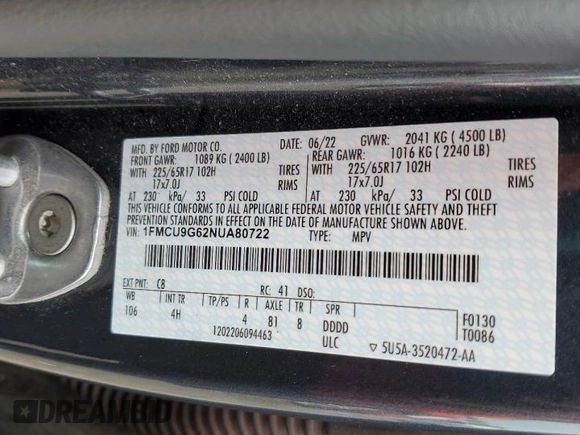 MFD. BY FORD MOTOR CO.
DATE: 06/22 GVWR: 2041 KG ( 4500 LB)
FRONT GAWR: 1089 KG ( 2400 LB)
REAR GAWR: 1016 KG ( 2240 LB)
WITH 225/65R17 102H TIRES
WITH 225/65R17 102H TIRES
17x7.0J RIMS
17x7.0J RIMS
AT 230 kPa/ 33 PSI COLD
AT 230 kPa/ 33 PSI COLD
CONFORMS TO ALL APPLICABLE FEDERAL MOTOR VEHICLE SAFETY AND THEFT
PREVENTION STANDARDS IN EFFECT ON THE DATE OF MANUFACTURE SHOWN ABOVE.
VIN: 1FMCU9G62NUA80722 TYPE: MPV
EXT PNT: C8 RC: 41 DSO:
WB INT TR TP/PS R AXLE TR SPR
106 4H 4 81 8 DDDD
F0130
T0086
1202206094463 ULC
5U5A-3520472-AA
DREAMBID